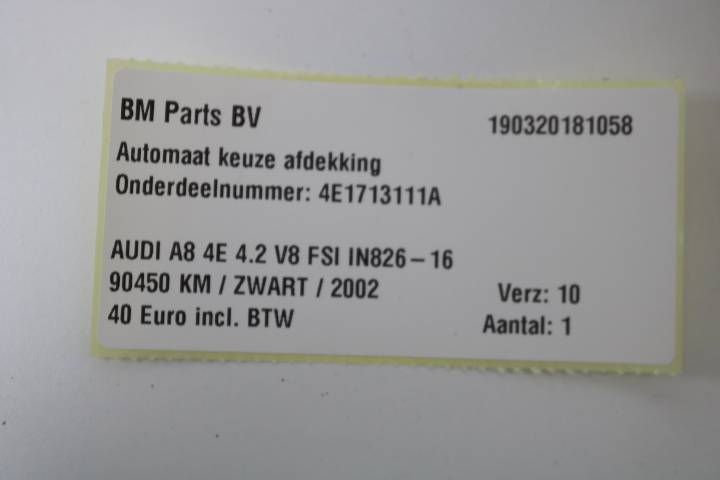 BM Parts BV
190320181058
Automaat keuze afdekking
Onderdeelnummer: 4E1713111A
AUDI A8 4E 4.2 V8 FSI IN826-16
90450 KM / ZWART / 2002
Verz: 10
40 Euro incl. BTW
Aantal: 1